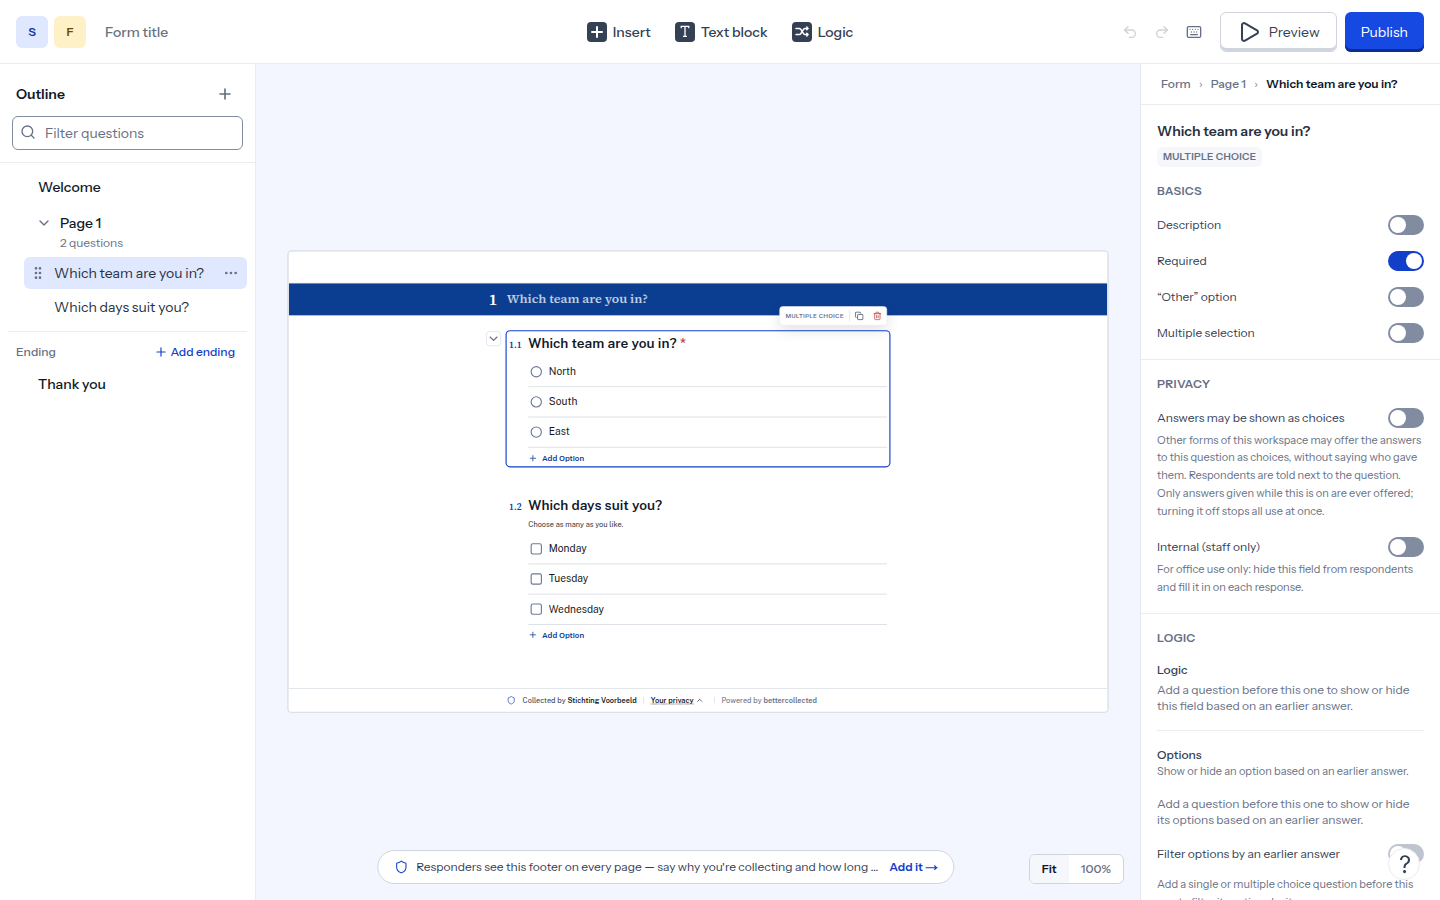 S
F
Form title
Insert
Text block
Logic
Preview
Publish
Outline
Filter questions
Welcome
Page 1
2 questions
Which team are you in?
Which days suit you?
Ending
Add ending
Thank you
1 Which team are you in?
MULTIPLE CHOICE
1.1 Which team are you in? *
North
South
East
Add Option
1.2 Which days suit you?
Choose as many as you like.
Monday
Tuesday
Wednesday
Add Option
Collected by Stichting Voorbeeld
Your privacy
Powered by bettercollected
Responders see this footer on every page — say why you're collecting and how long ...
Add it →
Fit
100%
Form › Page 1 › Which team are you in?
Which team are you in?
MULTIPLE CHOICE
BASICS
Description
Required
“Other” option
Multiple selection
PRIVACY
Answers may be shown as choices
Other forms of this workspace may offer the answers
to this question as choices, without saying who gave
them. Respondents are told next to the question.
Only answers given while this is on are ever offered;
turning it off stops all use at once.
Internal (staff only)
For office use only: hide this field from respondents
and fill it in on each response.
LOGIC
Logic
Add a question before this one to show or hide
this field based on an earlier answer.
Options
Show or hide an option based on an earlier answer.
Add a question before this one to show or hide
its options based on an earlier answer.
Filter options by an earlier answer
?
Add a single or multiple choice question before this